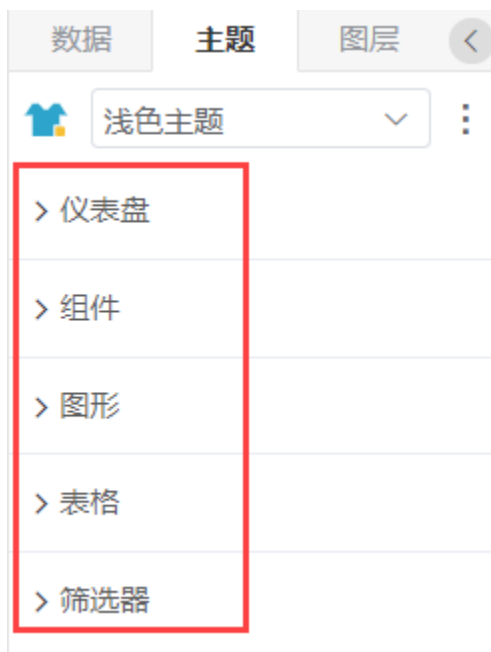 数据 主题 图层
浅色主题
仪表盘
组件
图形
表格
筛选器